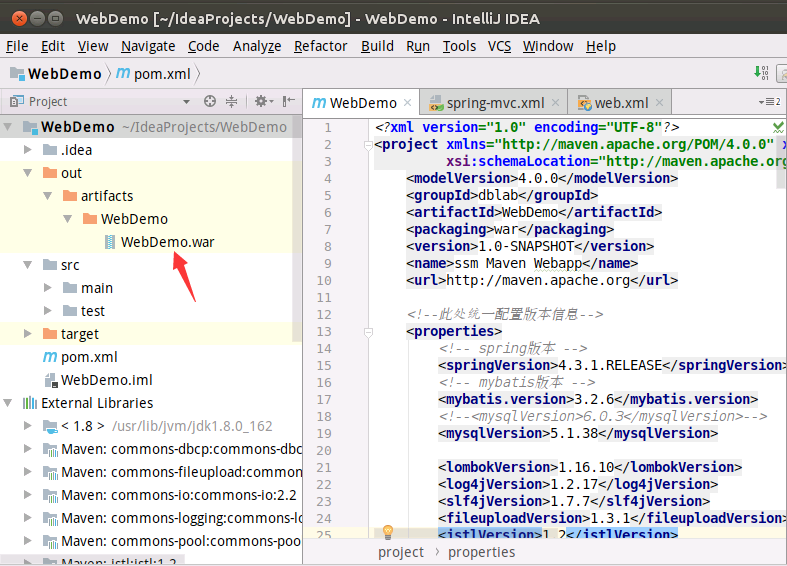 WebDemo [~/IdeaProjects/WebDemo] - WebDemo - IntelliJ IDEA
File Edit View Navigate Code Analyze Refactor Build Run Tools VCS Window Help
WebDemo pom.xml
Project
WebDemo ~/IdeaProjects/WebDemo
.idea
out
artifacts
WebDemo
WebDemo.war
src
main
test
target
pom.xml
WebDemo.iml
External Libraries
< 1.8 > /usr/lib/jvm/jdk1.8.0_162
Maven: commons-dbcp:commons-dbc
Maven: commons-fileupload:common
Maven: commons-io:commons-io:2.2
Maven: commons-logging:commons-lo
Maven: commons-pool:commons-poo
Maven: jstl:jstl:1.2
WebDemo spring-mvc.xml web.xml
1 <?xml version="1.0" encoding="UTF-8"?>
2 <project xmlns="http://maven.apache.org/POM/4.0.0" x
3 xsi:schemaLocation="http://maven.apache.org
4 <modelVersion>4.0.0</modelVersion>
5 <groupId>dblab</groupId>
6 <artifactId>WebDemo</artifactId>
7 <packaging>war</packaging>
8 <version>1.0-SNAPSHOT</version>
9 <name>ssm Maven Webapp</name>
10 <url>http://maven.apache.org</url>
11
12 <!--此处统一配置版本信息-->
13 <properties>
14 <!-- spring版本 -->
15 <springVersion>4.3.1.RELEASE</springVersion>
16 <!-- mybatis版本 -->
17 <mybatis.version>3.2.6</mybatis.version>
18 <!--<mysqlVersion>6.0.3</mysqlVersion>-->
19 <mysqlVersion>5.1.38</mysqlVersion>
20
21 <lombokVersion>1.16.10</lombokVersion>
22 <log4jVersion>1.2.17</log4jVersion>
23 <slf4jVersion>1.7.7</slf4jVersion>
24 <fileuploadVersion>1.3.1</fileuploadVersion>
25 <jstlVersion>1.2</jstlVersion>
project › properties